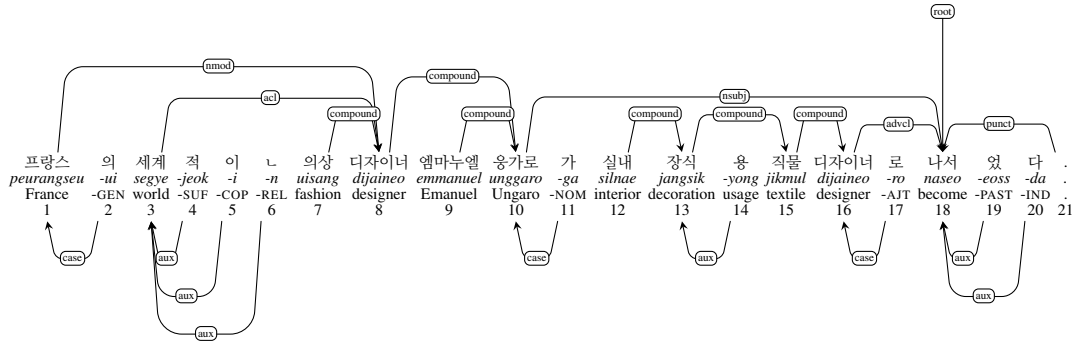 root
nmod
compound
acl
nsubj
compound compound compound compound compound advcl punct
프랑스 의 세계 적 이 ㄴ 의상 디자이너 엠마누엘 웅가로 가 실내 장식 용 직물 디자이너 로 나서 었 다 .
peurangseu -ui segye -jeok -i -n uisang dijaineo emmanuel unggaro -ga silnae jangsik -yong jikmul dijaineo -ro naseo -eoss -da .
France -GEN world -SUF -COP -REL fashion designer Emanuel Ungaro -NOM interior decoration usage textile designer -AJT become -PAST -IND .
1 2 3 4 5 6 7 8 9 10 11 12 13 14 15 16 17 18 19 20 21
case aux case aux case aux
aux aux
aux